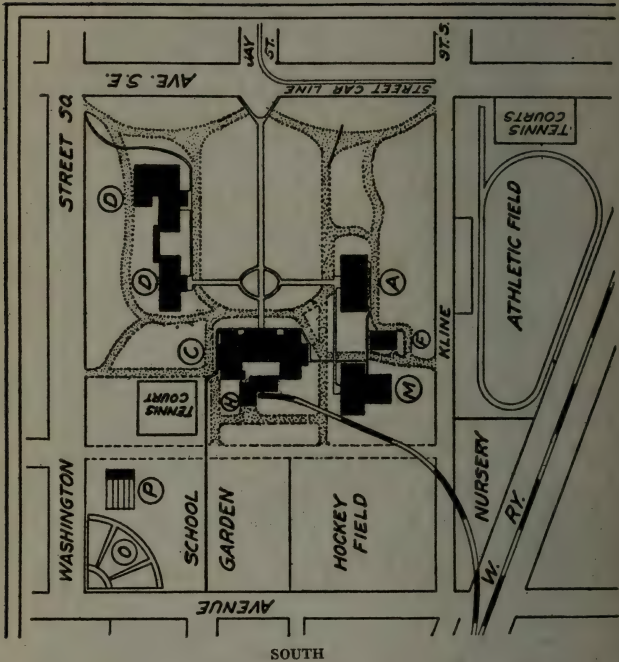 JAY
ST.
ST. S.
AVE. S.E.
STREET CAR LINE
STREET SO.
TENNIS
COURTS
D
ATHLETIC FIELD
D
A
C
F
KLINE
M
TENNIS
COURT
H
WASHINGTON
P
O
SCHOOL
GARDEN
HOCKEY
FIELD
NURSERY
W. RY.
AVENUE
SOUTH